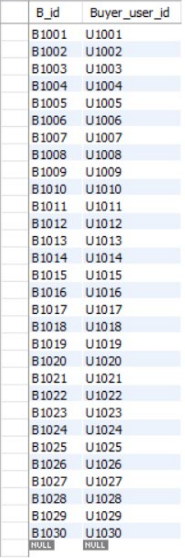 B_id Buyer_user_id
B1001 U1001
B1002 U1002
B1003 U1003
B1004 U1004
B1005 U1005
B1006 U1006
B1007 U1007
B1008 U1008
B1009 U1009
B1010 U1010
B1011 U1011
B1012 U1012
B1013 U1013
B1014 U1014
B1015 U1015
B1016 U1016
B1017 U1017
B1018 U1018
B1019 U1019
B1020 U1020
B1021 U1021
B1022 U1022
B1023 U1023
B1024 U1024
B1025 U1025
B1026 U1026
B1027 U1027
B1028 U1028
B1029 U1029
B1030 U1030
NULL NULL